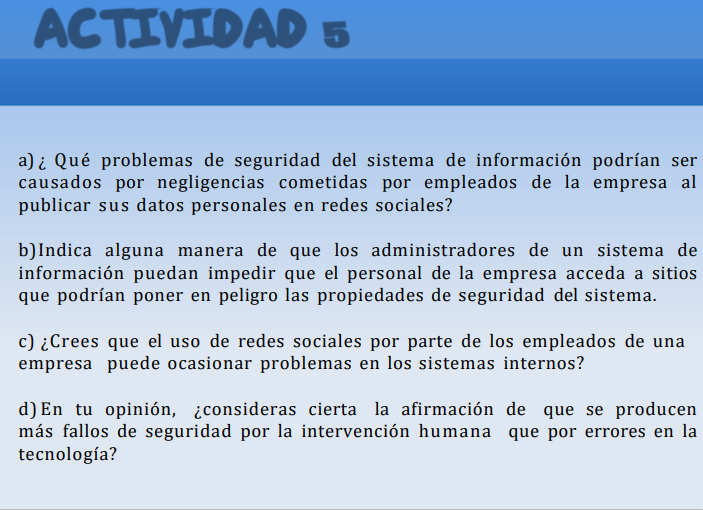 ACTIVIDAD 5
a)¿ Qué problemas de seguridad del sistema de información podrían ser
causados por negligencias cometidas por empleados de la empresa al
publicar sus datos personales en redes sociales?
b)Indica alguna manera de que los administradores de un sistema de
información puedan impedir que el personal de la empresa acceda a sitios
que podrían poner en peligro las propiedades de seguridad del sistema.
c) ¿Crees que el uso de redes sociales por parte de los empleados de una
empresa puede ocasionar problemas en los sistemas internos?
d)En tu opinión, ¿consideras cierta la afirmación de que se producen
más fallos de seguridad por la intervención humana que por errores en la
tecnología?